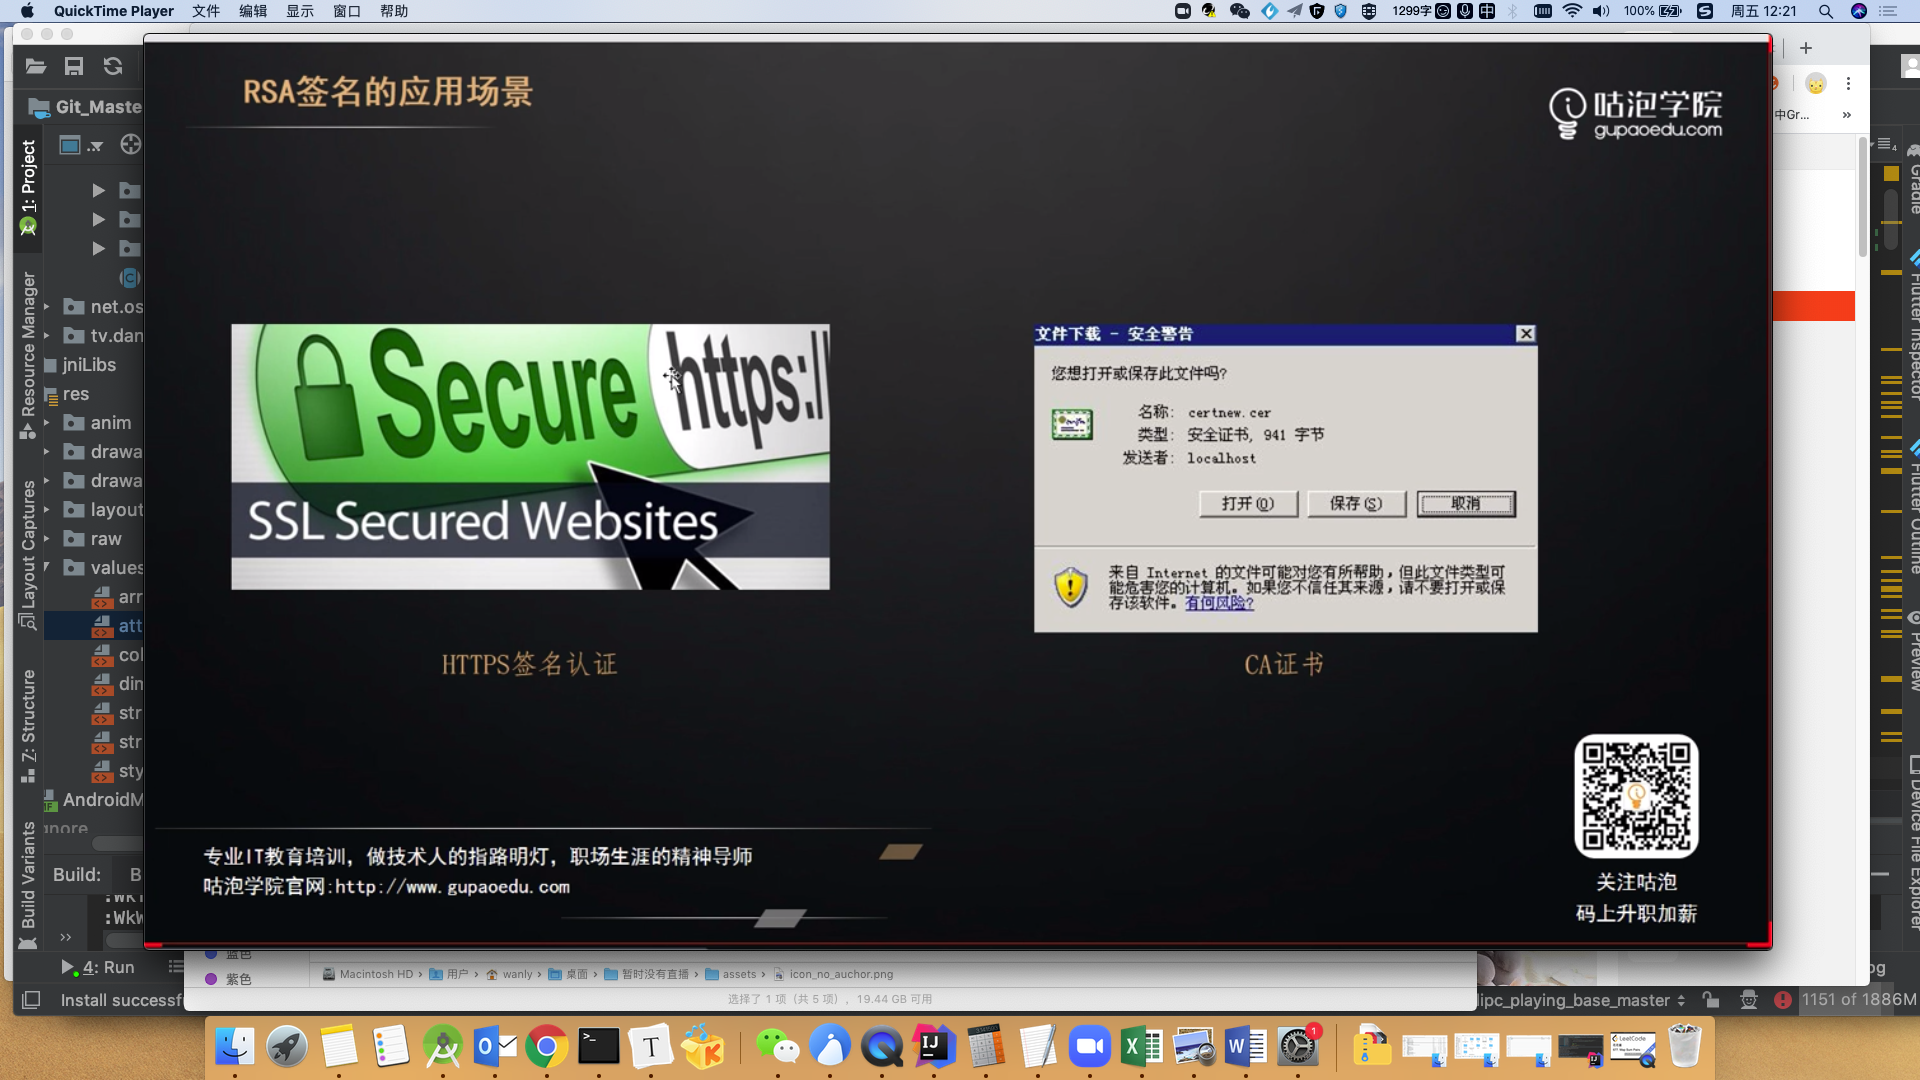 QuickTime Player 文件 编辑 显示 窗口 帮助
1299字 中 100% 周五 12:21
Git_Maste
中Gr... »
RSA签名的应用场景
咕泡学院
gupaoedu.com
1: Project
Resource Manager
Layout Captures
Z: Structure
Build Variants
net.os
tv.dan
jniLibs
res
anim
drawa
drawa
layout
raw
values
arr
att
col
dim
str
str
sty
AndroidM
Secure https:/
SSL Secured Websites
HTTPS签名认证
文件下载 - 安全警告
您想打开或保存此文件吗?
名称: certnew.cer
类型: 安全证书, 941 字节
发送者: localhost
打开(O) 保存(S) 取消
来自 Internet 的文件可能对您有所帮助，但此文件类型可
能危害您的计算机。如果您不信任其来源，请不要打开或保
存该软件。有何风险?
CA证书
专业IT教育培训，做技术人的指路明灯，职场生涯的精神导师
咕泡学院官网:http://www.gupaoedu.com
关注咕泡
码上升职加薪
Gradle
Flutter Inspector
Flutter Outline
Preview
Device File Explorer
Build: B
:WkW
4: Run
蓝色
紫色
Macintosh HD › 用户 › wanly › 桌面 › 暂时没有直播 › assets › icon_no_auchor.png
选择了 1 项（共 5 项），19.44 GB 可用
Install successf
lipc_playing_base_master
1151 of 1886M